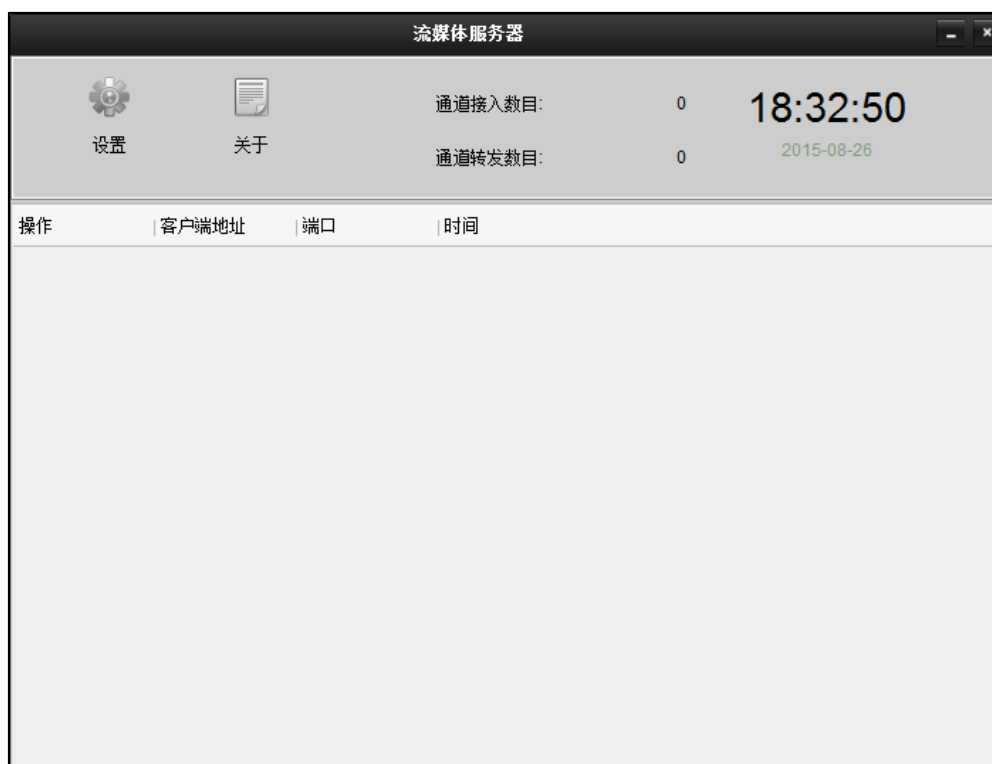 流媒体服务器
通道接入数目: 0 18:32:50
设置 关于 2015-08-26
通道转发数目: 0
操作 客户端地址 端口 时间